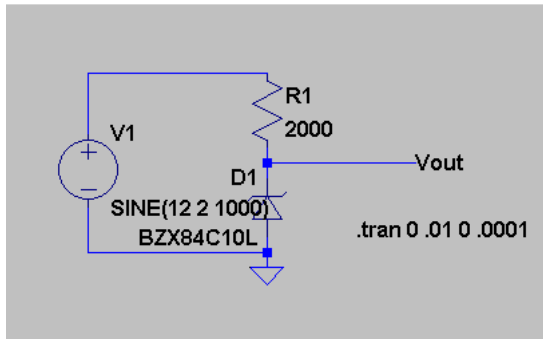 R1
V1
2000
Vout
D1
SINE(12 2 1000)
.tran 0 .01 0 .0001
BZX84C10L